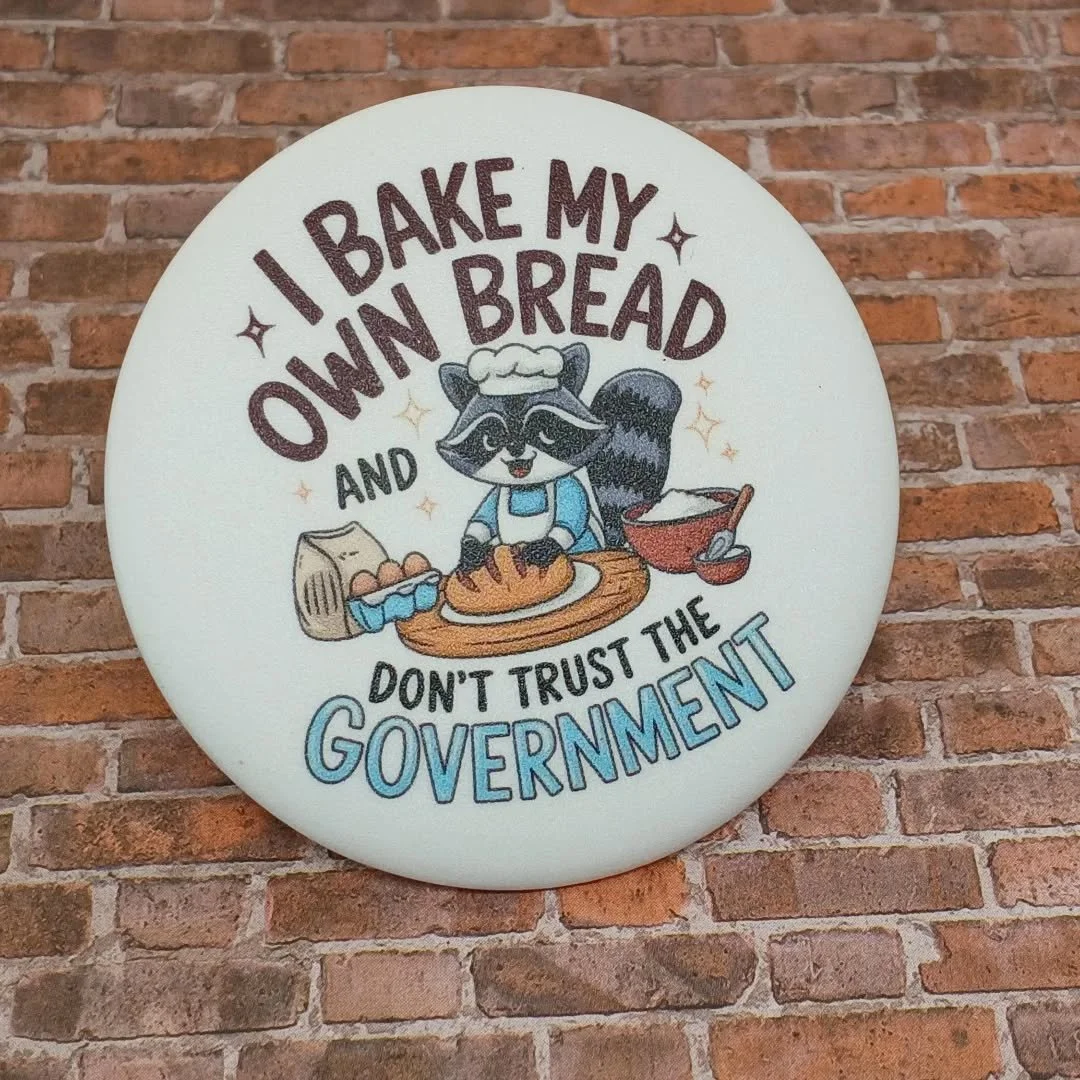 I BAKE MY
OWN BREAD
AND
DON'T TRUST THE
GOVERNMENT